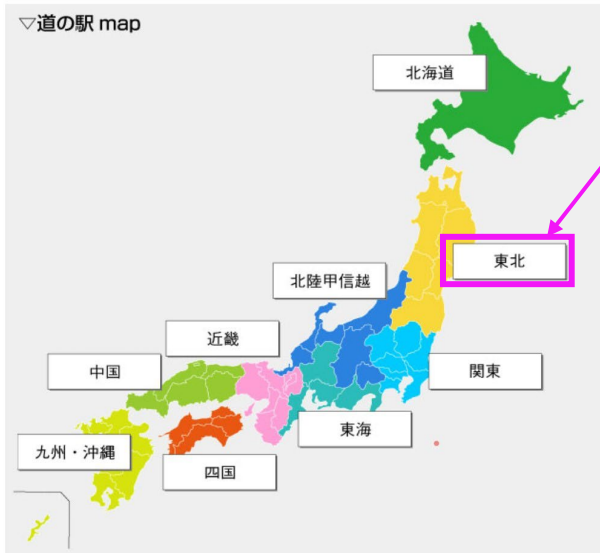 ▽道の駅 map
北海道
東北
北陸甲信越
近畿
中国
関東
東海
九州・沖縄
四国